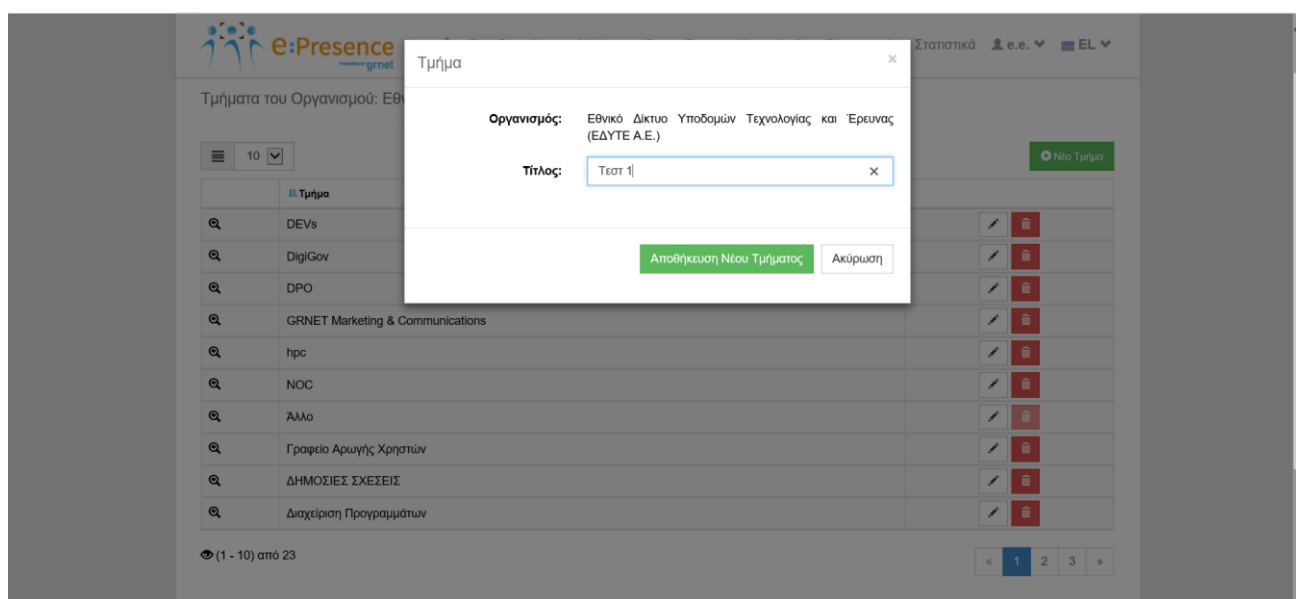 e:Presence
grnet
Στατιστικά e.e. EL
Τμήμα ×
Τμήματα του Οργανισμού:
Οργανισμός: Εθνικό Δίκτυο Υποδομών Τεχνολογίας και Έρευνας
(ΕΔΥΤΕ Α.Ε.)
10 Νέο Τμήμα
Τίτλος: Τεστ 1 ×
Τμήμα
DEVs
DigiGov
Αποθήκευση Νέου Τμήματος Ακύρωση
DPO
GRNET Marketing & Communications
hpc
NOC
Άλλο
Γραφείο Αρωγής Χρηστών
ΔΗΜΟΣΙΕΣ ΣΧΕΣΕΙΣ
Διαχείριση Προγραμμάτων
(1 - 10) από 23 « 1 2 3 »